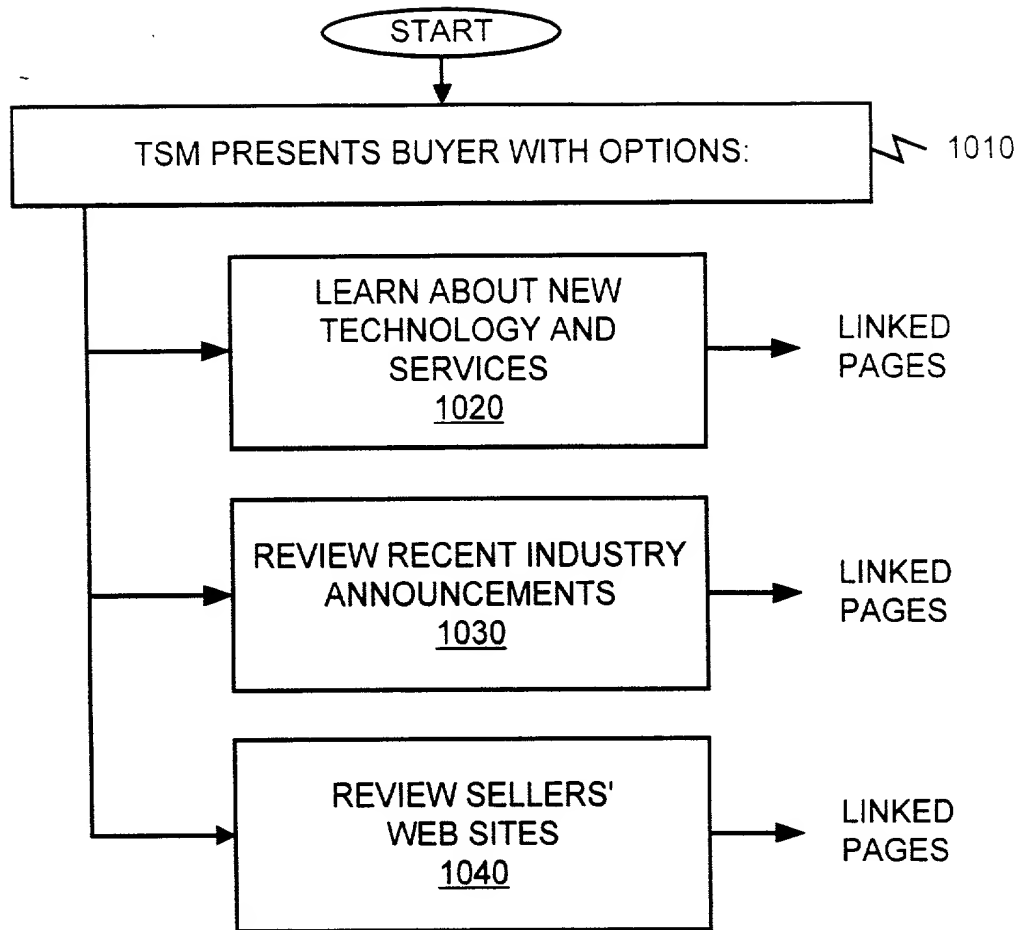 START
TSM PRESENTS BUYER WITH OPTIONS:
1010
LEARN ABOUT NEW
TECHNOLOGY AND
SERVICES
1020
LINKED
PAGES
REVIEW RECENT INDUSTRY
ANNOUNCEMENTS
1030
LINKED
PAGES
REVIEW SELLERS'
WEB SITES
1040
LINKED
PAGES